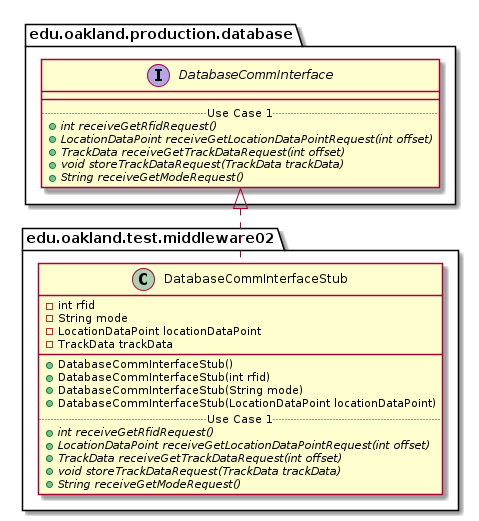 edu.oakland.production.database
I DatabaseCommInterface
Use Case 1
int receiveGetRfidRequest()
LocationDataPoint receiveGetLocationDataPointRequest(int offset)
TrackData receiveGetTrackDataRequest(int offset)
void storeTrackDataRequest(TrackData trackData)
String receiveGetModeRequest()
edu.oakland.test.middleware02
C DatabaseCommInterfaceStub
int rfid
String mode
LocationDataPoint locationDataPoint
TrackData trackData
DatabaseCommInterfaceStub()
DatabaseCommInterfaceStub(int rfid)
DatabaseCommInterfaceStub(String mode)
DatabaseCommInterfaceStub(LocationDataPoint locationDataPoint)
Use Case 1
int receiveGetRfidRequest()
LocationDataPoint receiveGetLocationDataPointRequest(int offset)
TrackData receiveGetTrackDataRequest(int offset)
void storeTrackDataRequest(TrackData trackData)
String receiveGetModeRequest()